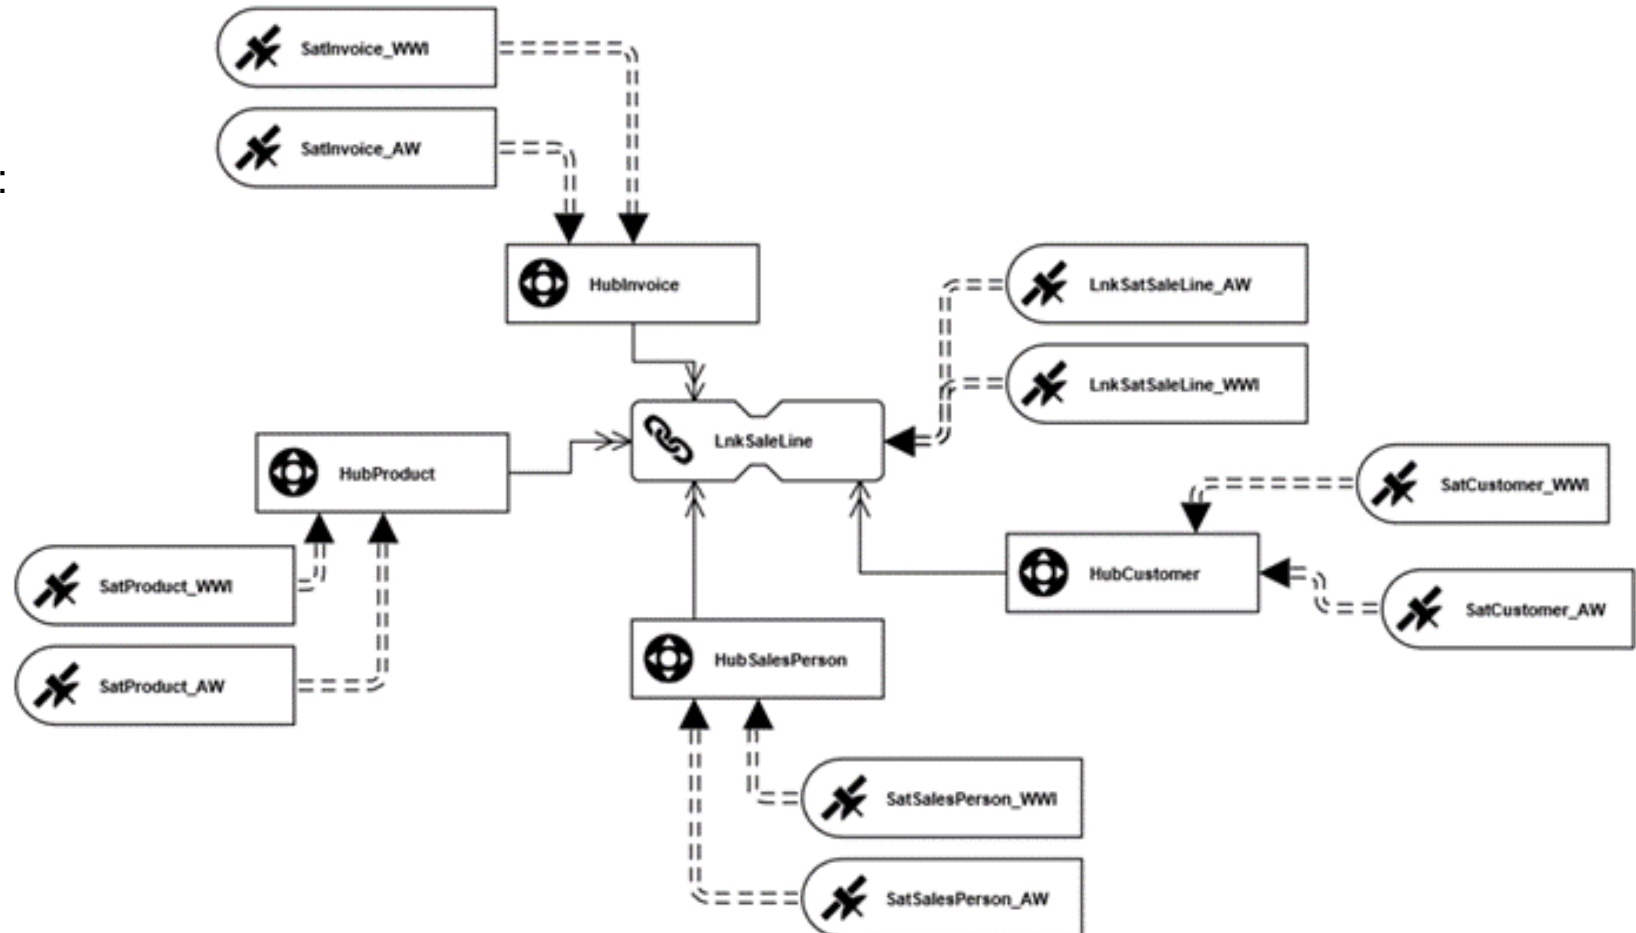 SatInvoice_WWI
SatInvoice_AW
:
HubInvoice
LnkSatSaleLine_AW
LnkSatSaleLine_WWI
LnkSaleLine
HubProduct
SatCustomer_WWI
SatProduct_WWI
HubCustomer
SatCustomer_AW
SatProduct_AW
HubSalesPerson
SatSalesPerson_WWI
SatSalesPerson_AW